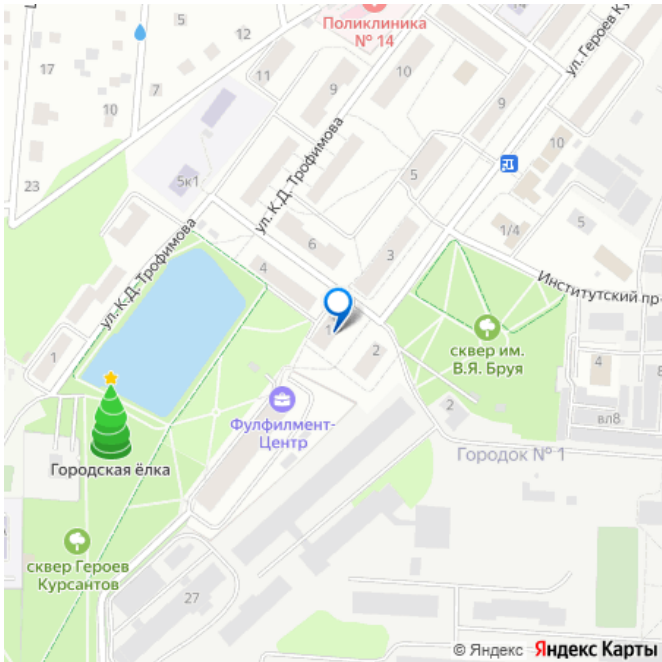 Поликлиника
№ 14
5
12
17
7
10
11
9
10
9
ул. Героев Ку
10
23
5к1
ул. К.Д. Трофимова
5
5
1/4
6
3
4
ул. К.Д. Трофимова
Институтский пр-
1
2
сквер им.
В.Я. Бруя
4
8
1
Фулфилмент-
Центр
2
вл8
Городок № 1
Городская ёлка
сквер Героев
Курсантов
27
© Яндекс Яндекс Карты